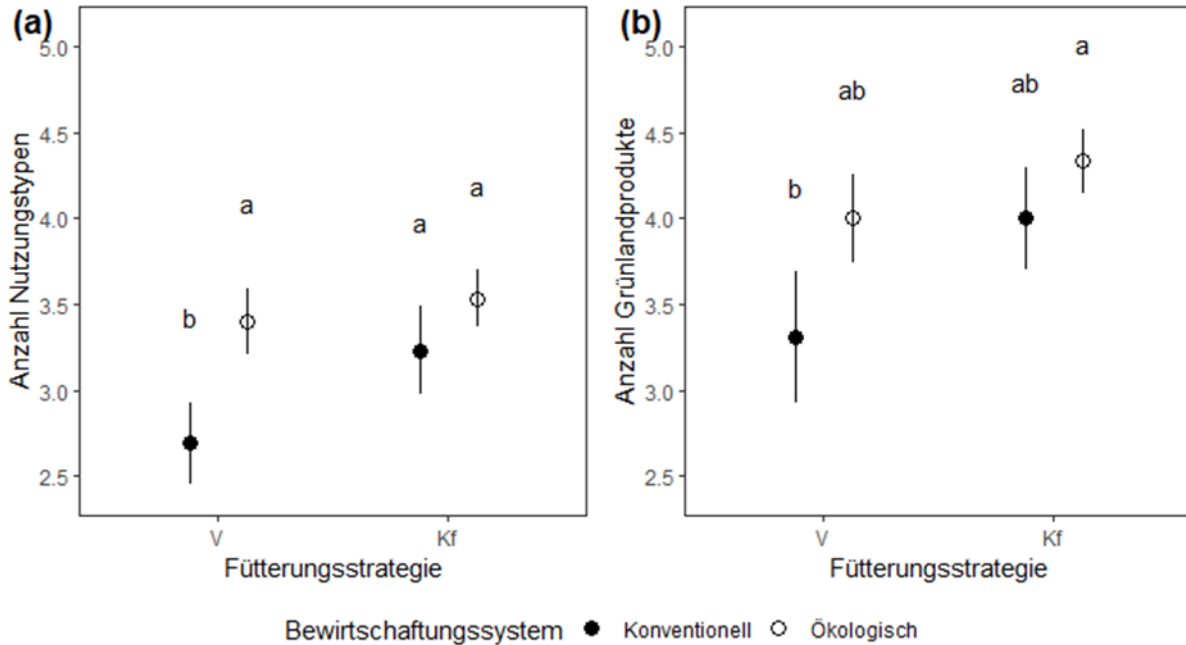 (a)
Anzahl Nutzungstypen
5.0
4.5
4.0
3.5
3.0
2.5
b
a
a
a
V
Kf
Fütterungsstrategie
(b)
Anzahl Grünlandprodukte
5.0
4.5
4.0
3.5
3.0
2.5
b
ab
ab
a
V
Kf
Fütterungsstrategie
Bewirtschaftungssystem Konventionell Ökologisch